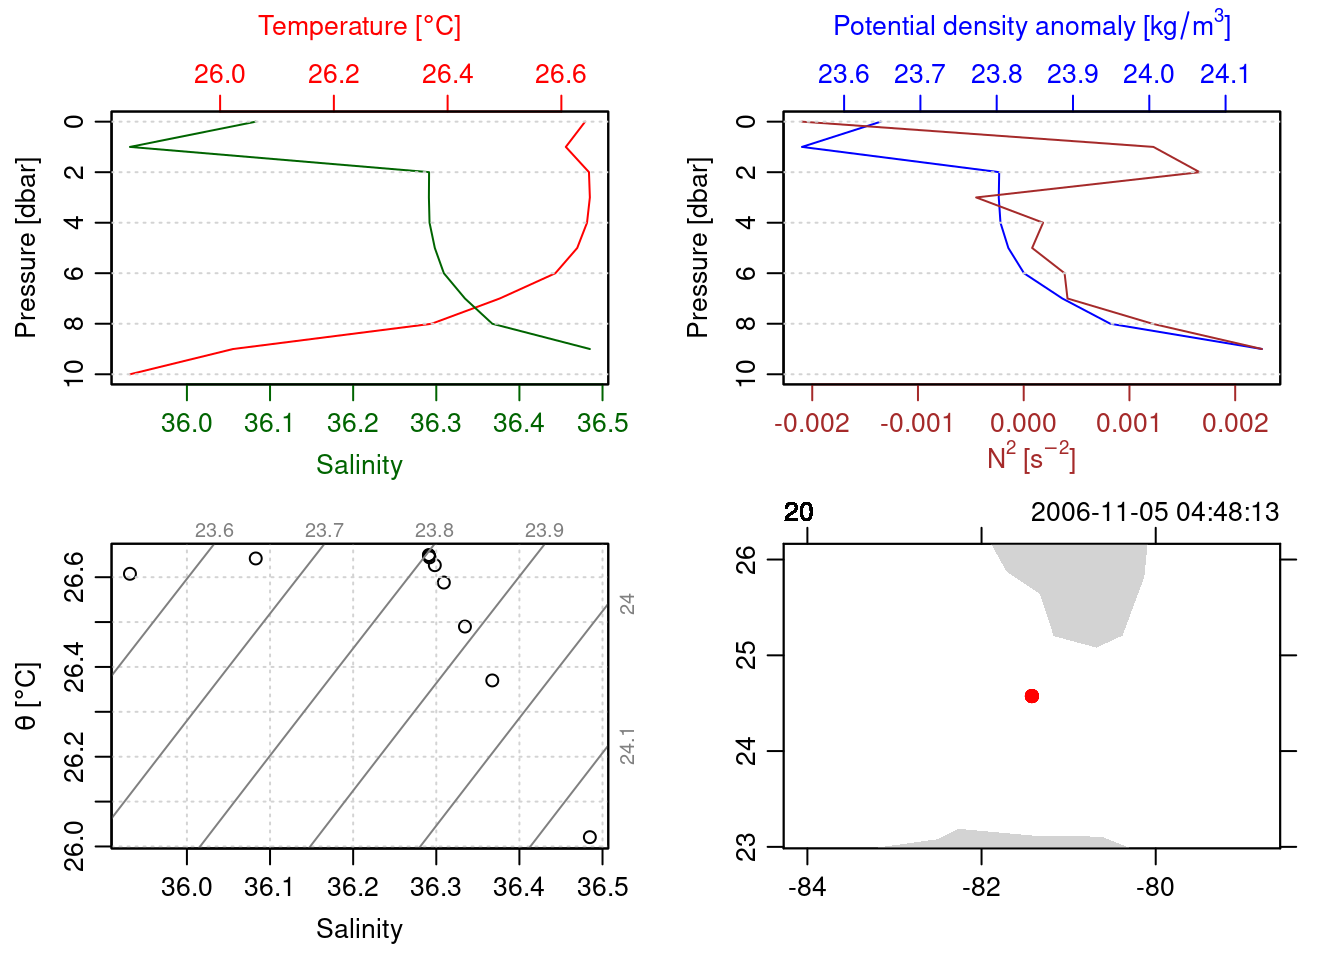 Temperature [°C]
26.0 26.2 26.4 26.6
Pressure [dbar]
0
2
4
6
8
10
36.0 36.1 36.2 36.3 36.4 36.5
Salinity
Potential density anomaly [kg/m³]
23.6 23.7 23.8 23.9 24.0 24.1
Pressure [dbar]
0
2
4
6
8
10
-0.002 -0.001 0.000 0.001 0.002
N² [s⁻²]
23.6 23.7 23.8 23.9
24
24.1
θ [°C]
26.6
26.4
26.2
26.0
36.0 36.1 36.2 36.3 36.4 36.5
Salinity
20 2006-11-05 04:48:13
26
25
24
23
-84 -82 -80